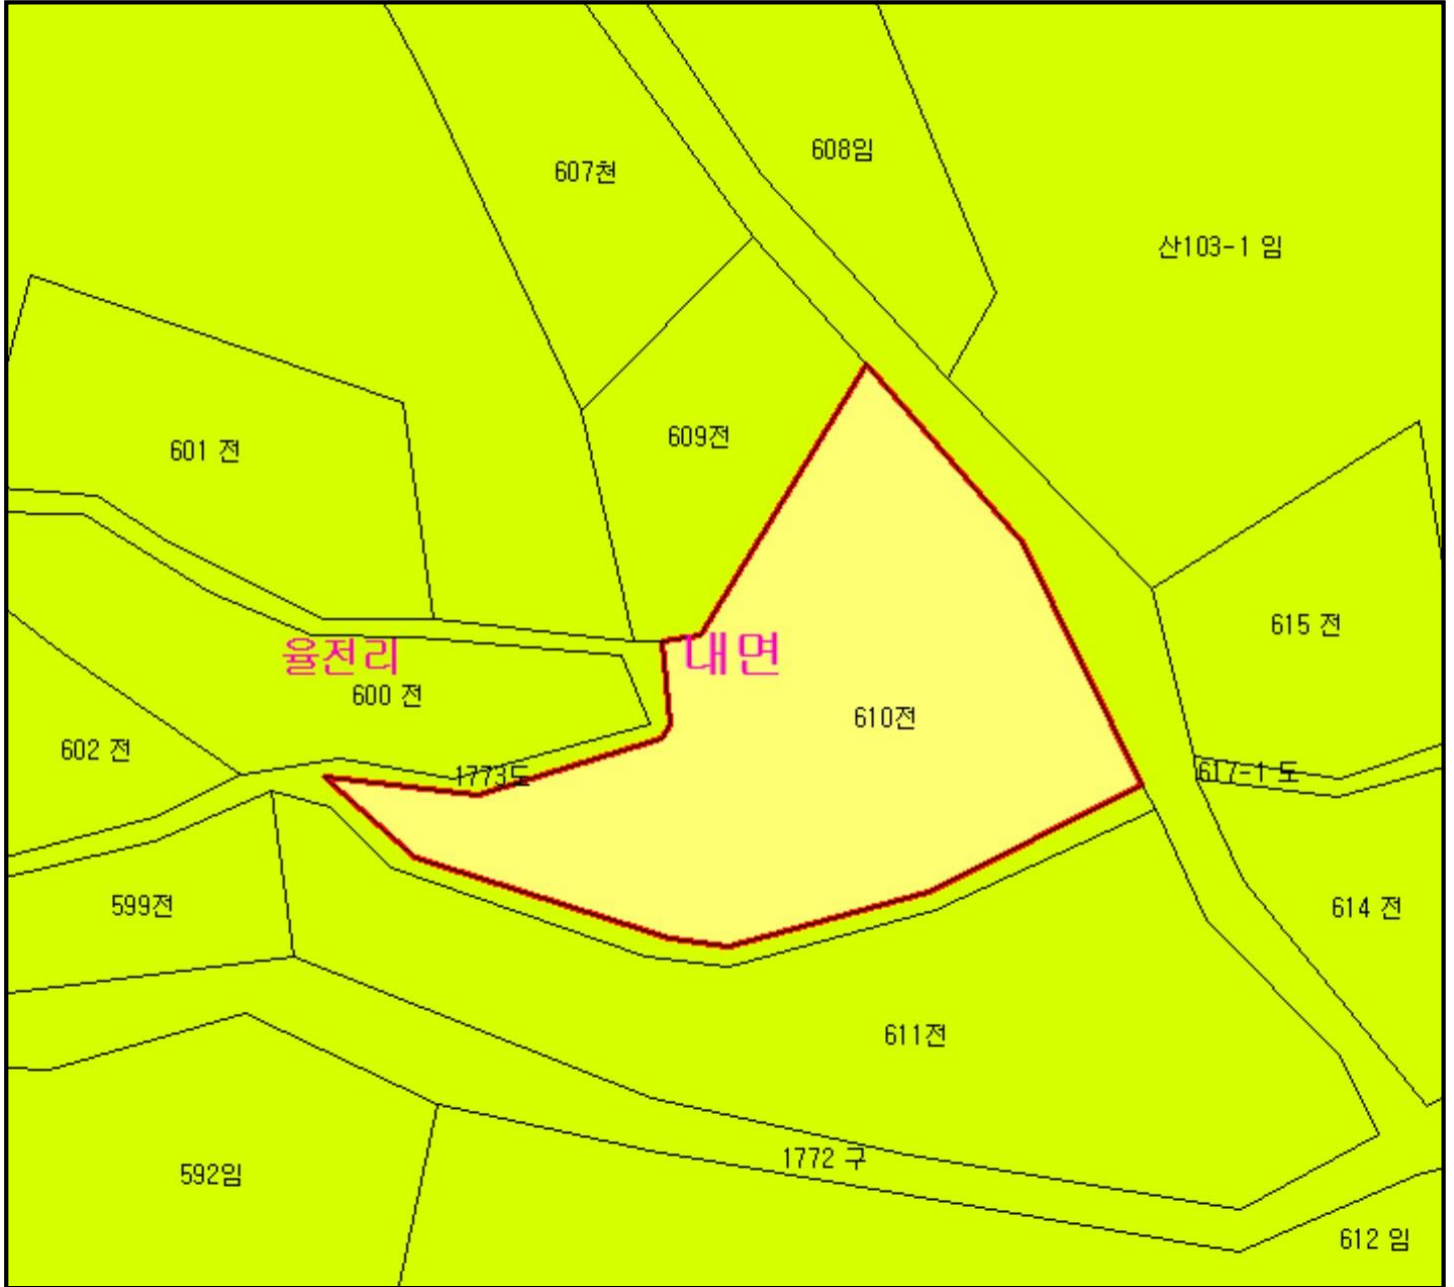 608임
607천
산103-1 임
609전
601 전
615 전
율전리
대면
600 전
610전
602 전
1773도
617-1 도
599전
614 전
611전
1772 구
592임
612 임